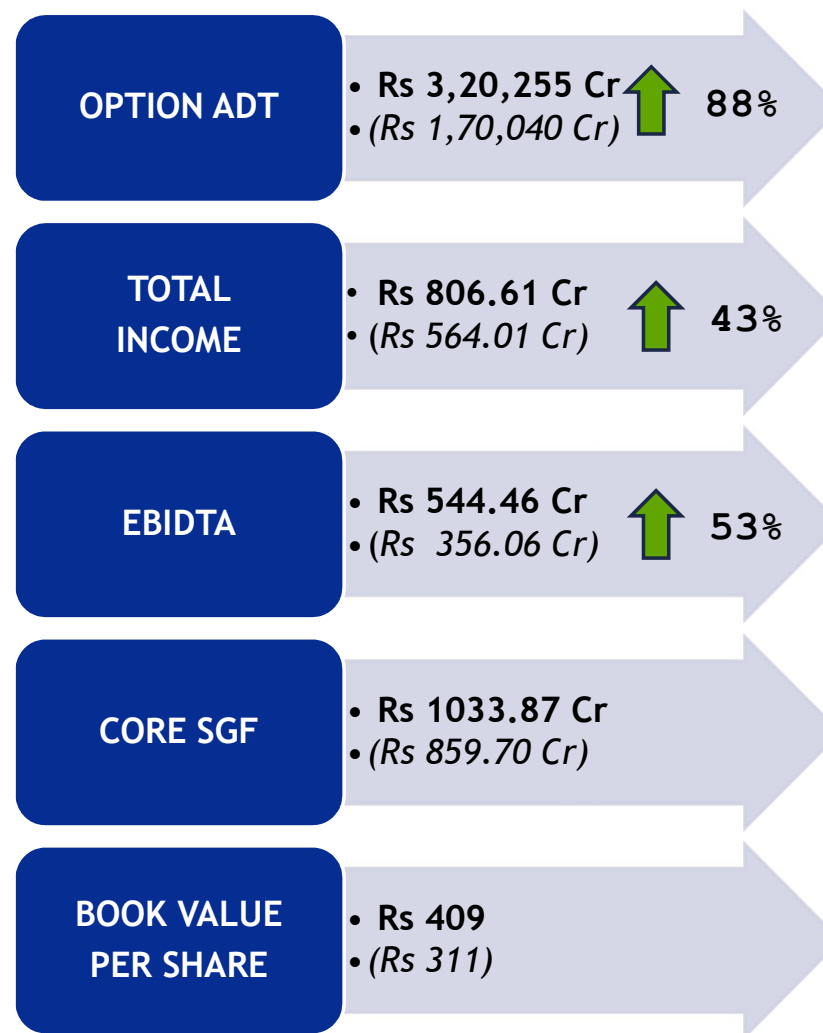 OPTION ADT
• Rs 3,20,255 Cr
• (Rs 1,70,040 Cr)
88%
TOTAL
INCOME
• Rs 806.61 Cr
• (Rs 564.01 Cr)
43%
EBIDTA
• Rs 544.46 Cr
• (Rs 356.06 Cr)
53%
CORE SGF
• Rs 1033.87 Cr
• (Rs 859.70 Cr)
BOOK VALUE
PER SHARE
• Rs 409
• (Rs 311)